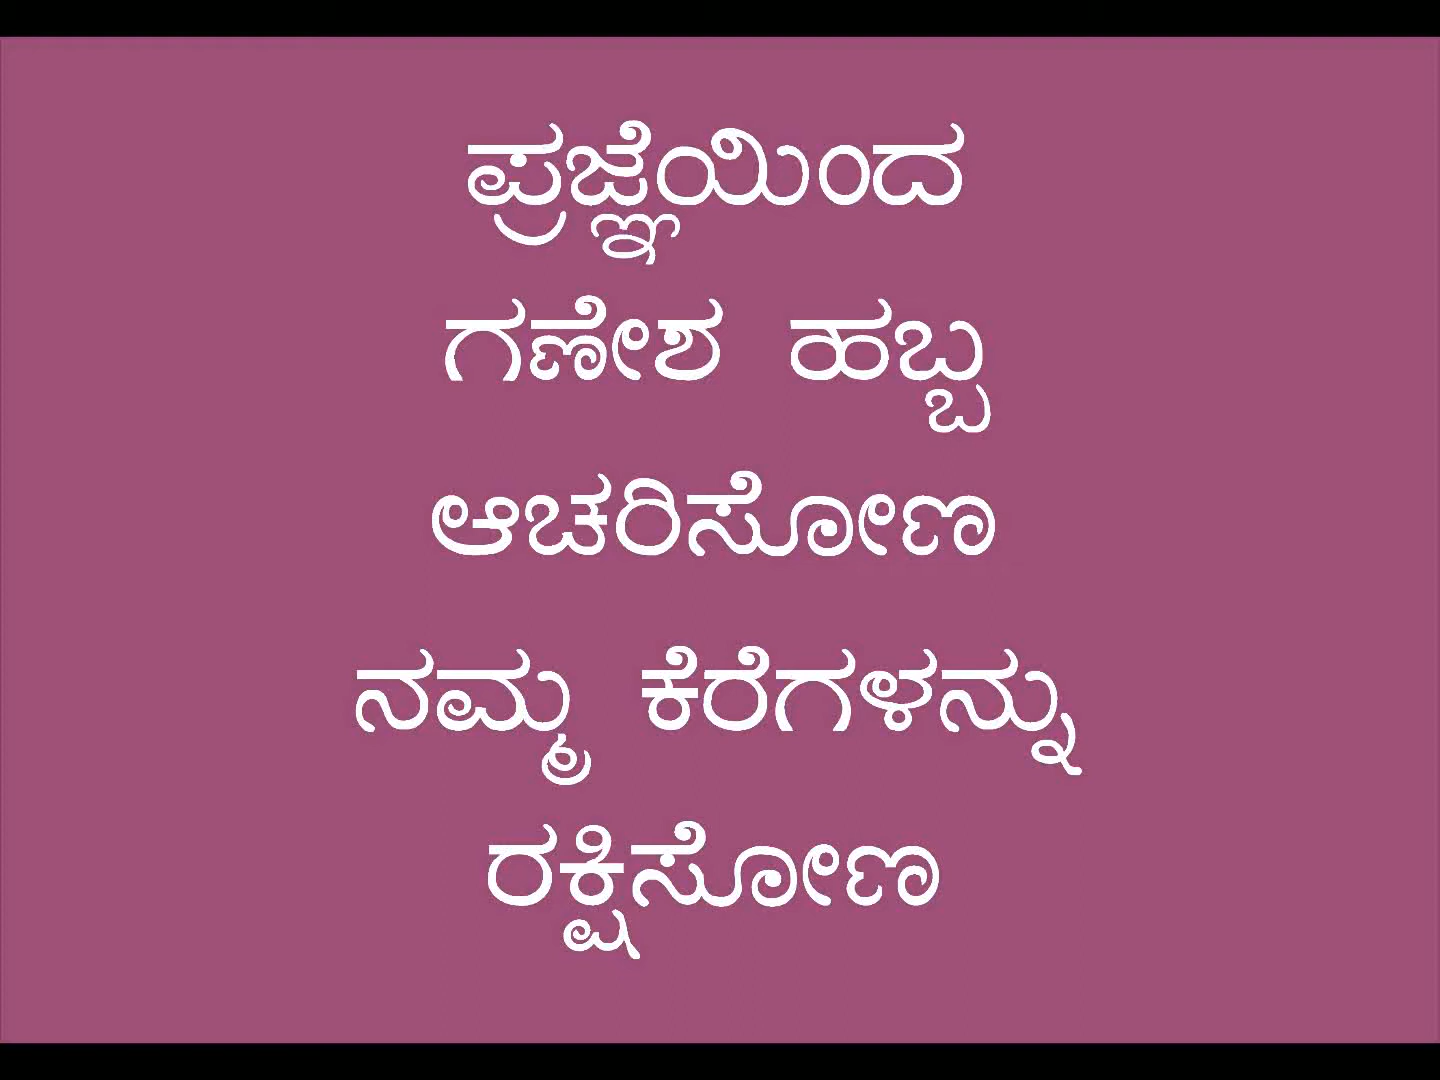 ಪ್ರಜ್ಞೆಯಿಂದ
ಗಣೇಶ ಹಬ್ಬ
ಆಚರಿಸೋಣ
ನಮ್ಮ ಕೆರೆಗಳನ್ನು
ರಕ್ಷಿಸೋಣ